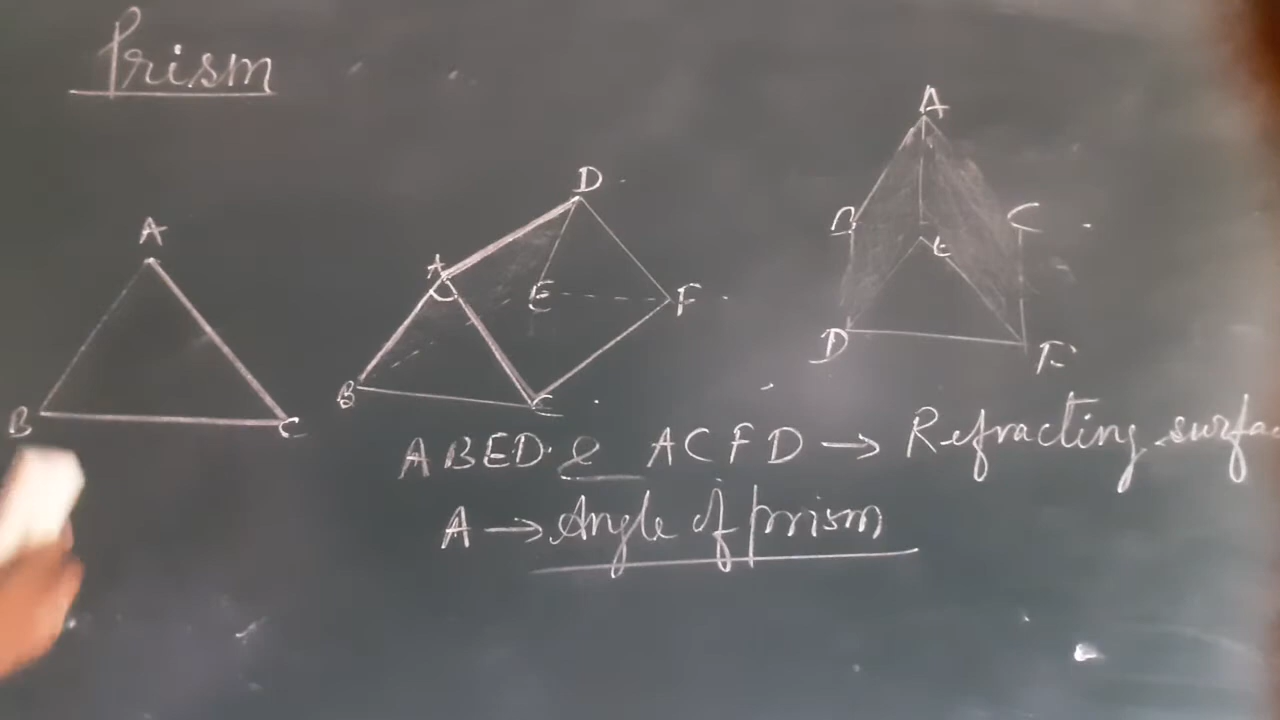 Prism
A
B
C
A
B
C
D
E
F
A
B
C
D
E
F
ABED & ACFD → Refracting surfa
A → Angle of prism